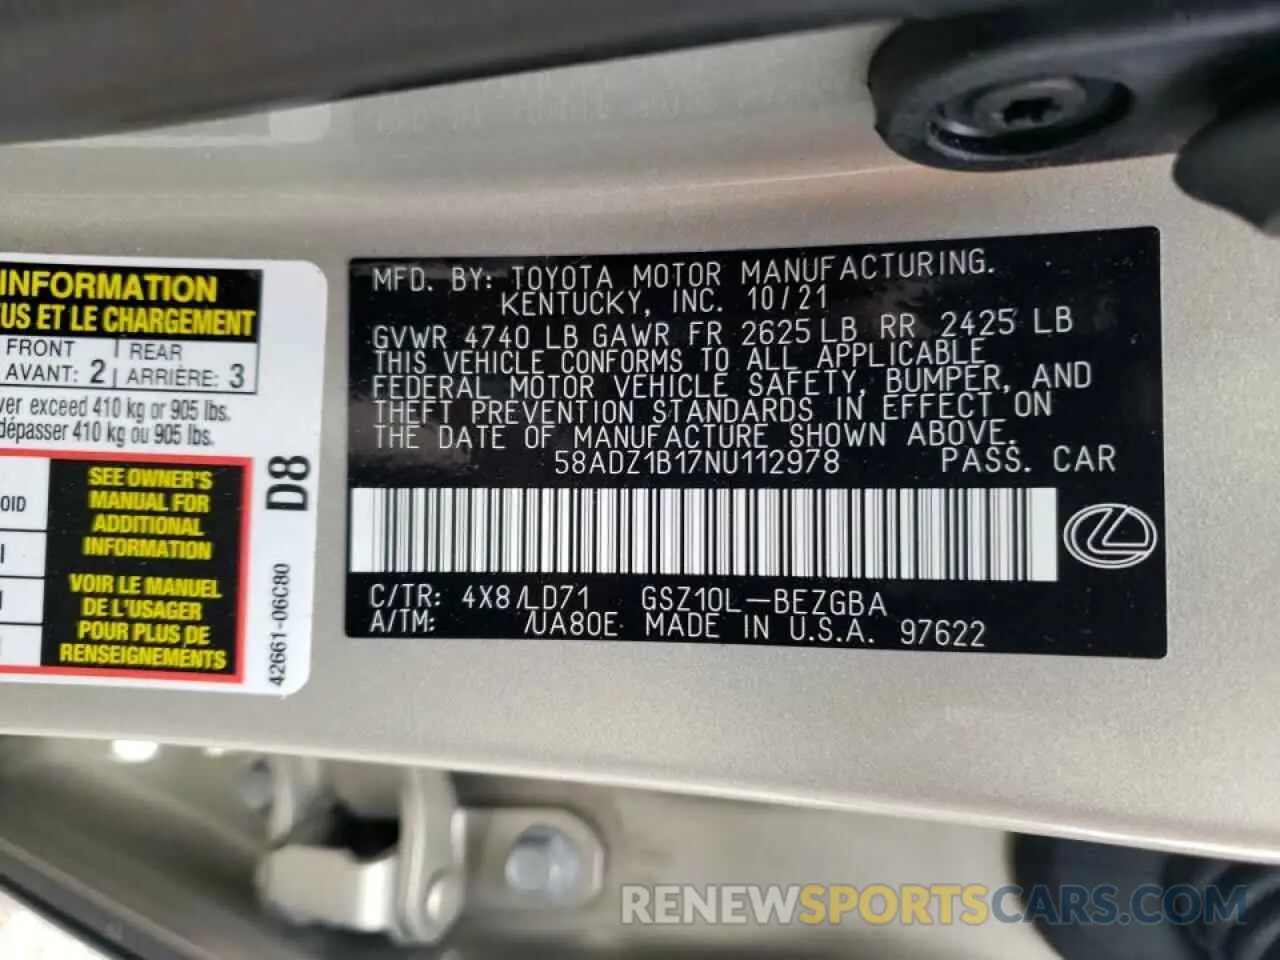 INFORMATION
US ET LE CHARGEMENT
FRONT
AVANT: 2
REAR
ARRIÈRE: 3
ver exceed 410 kg or 905 lbs.
dépasser 410 kg ou 905 lbs.
OID
SEE OWNER'S
MANUAL FOR
ADDITIONAL
INFORMATION
VOIR LE MANUEL
DE L'USAGER
POUR PLUS DE
RENSEIGNEMENTS
D8
42661-06C80
MFD. BY: TOYOTA MOTOR MANUFACTURING.
KENTUCKY, INC. 10/21
GVWR 4740 LB GAWR FR 2625 LB RR 2425 LB
THIS VEHICLE CONFORMS TO ALL APPLICABLE
FEDERAL MOTOR VEHICLE SAFETY, BUMPER, AND
THEFT PREVENTION STANDARDS IN EFFECT ON
THE DATE OF MANUFACTURE SHOWN ABOVE.
58ADZ1B17NU112978 PASS. CAR
C/TR: 4X8/LD71 GSZ10L-BEZGBA
A/TM: /UA80E MADE IN U.S.A. 97622
RENEWSPORTSCARS.COM